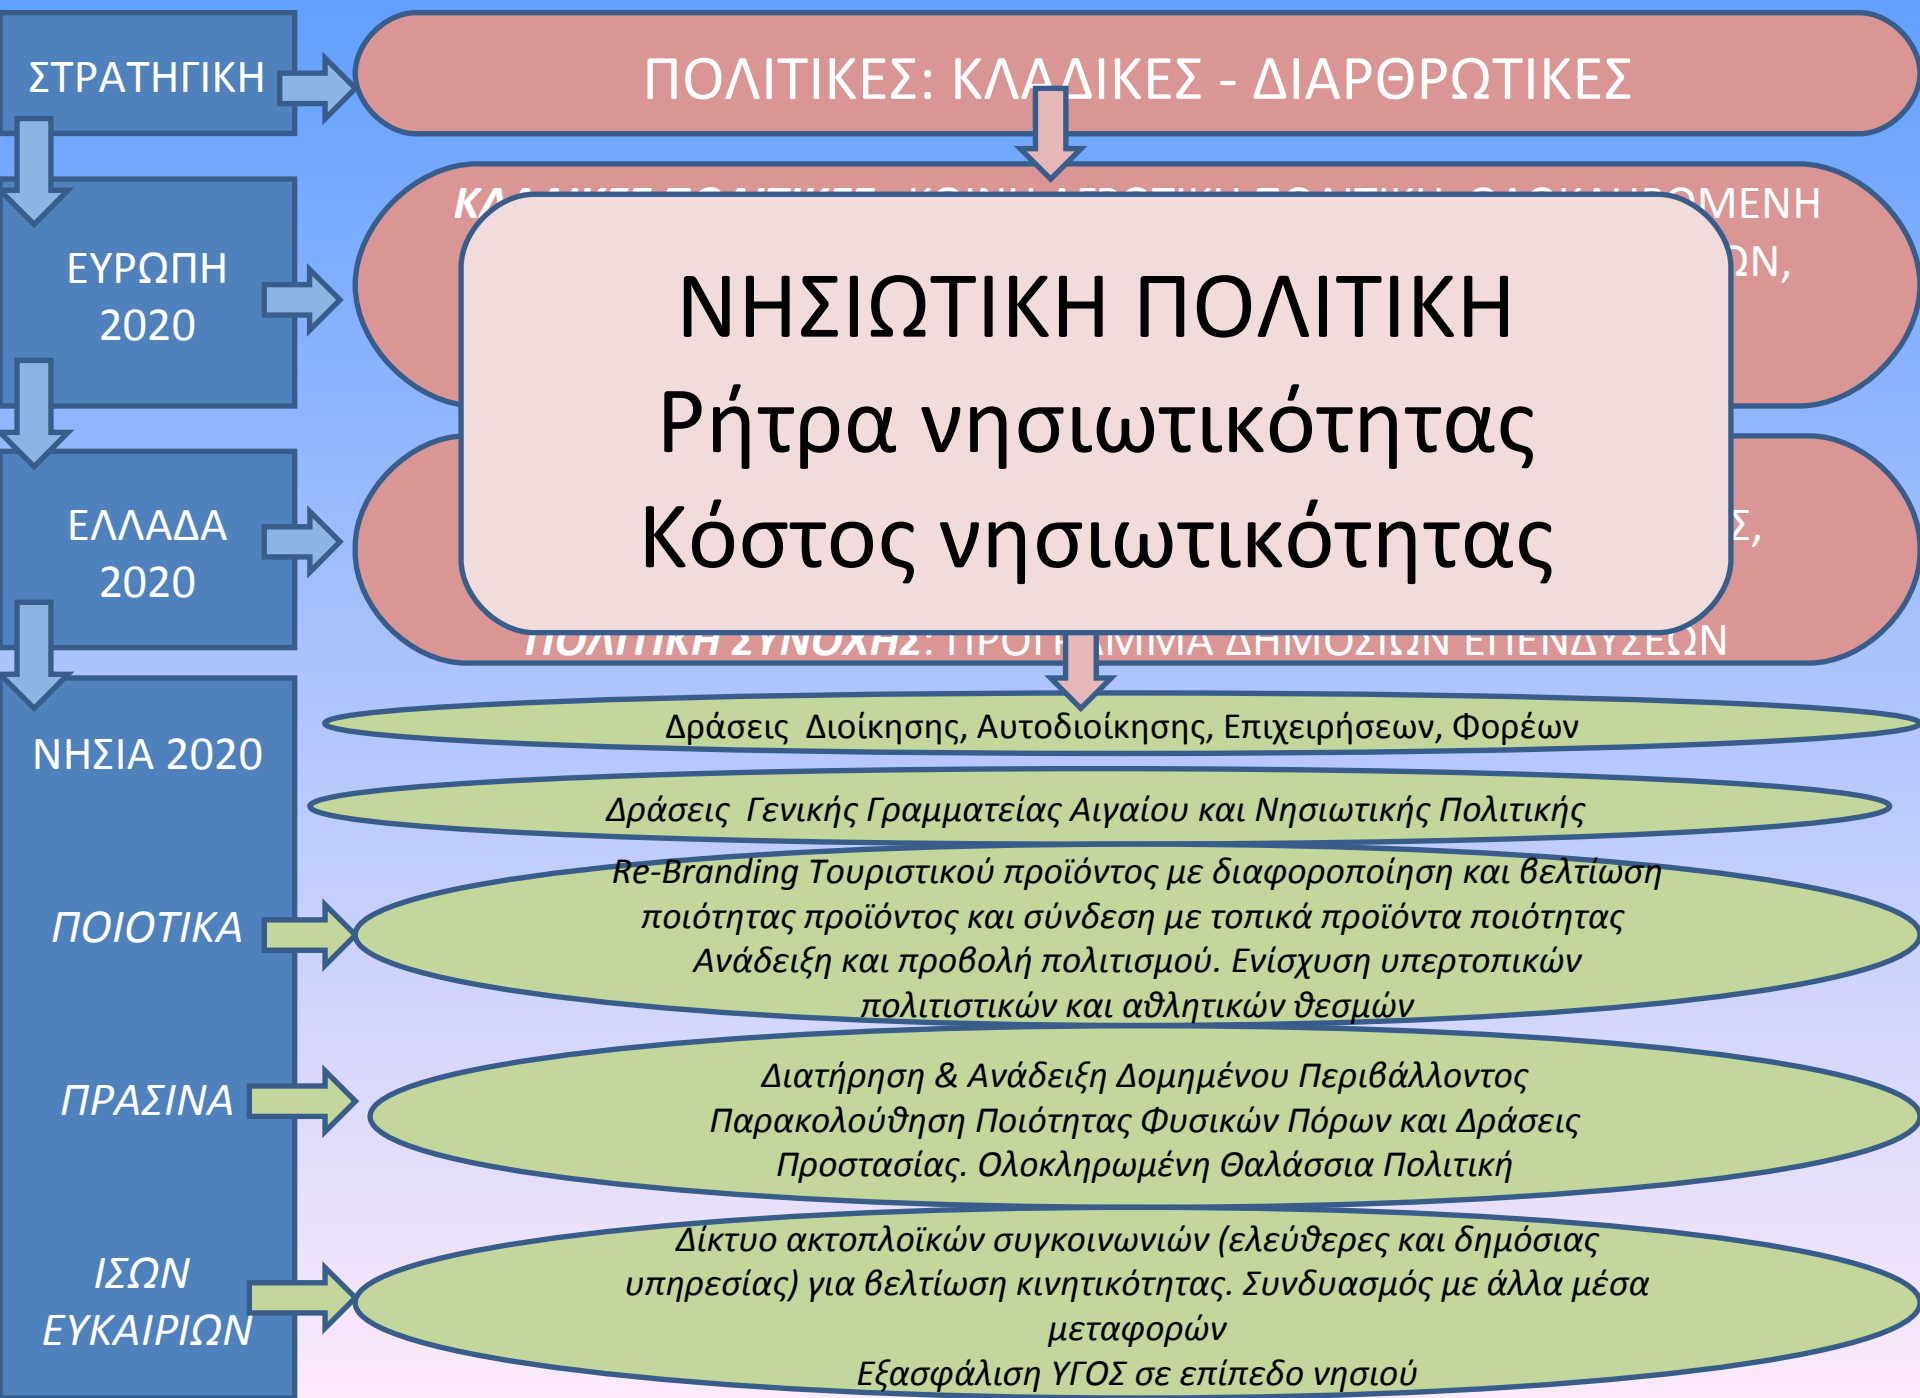 ΣΤΡΑΤΗΓΙΚΗ
ΠΟΛΙΤΙΚΕΣ: ΚΛΑΔΙΚΕΣ - ΔΙΑΡΘΡΩΤΙΚΕΣ
ΕΥΡΩΠΗ
2020
ΝΗΣΙΩΤΙΚΗ ΠΟΛΙΤΙΚΗ
Ρήτρα νησιωτικότητας
Κόστος νησιωτικότητας
ΕΛΛΑΔΑ
2020
ΠΟΛΙΤΙΚΗ ΣΥΝΟΧΗΣ: ΠΡΟΓΡΑΜΜΑ ΔΗΜΟΣΙΩΝ ΕΠΕΝΔΥΣΕΩΝ
ΝΗΣΙΑ 2020
Δράσεις Διοίκησης, Αυτοδιοίκησης, Επιχειρήσεων, Φορέων
Δράσεις Γενικής Γραμματείας Αιγαίου και Νησιωτικής Πολιτικής
ΠΟΙΟΤΙΚΑ
Re-Branding Τουριστικού προϊόντος με διαφοροποίηση και βελτίωση
ποιότητας προϊόντος και σύνδεση με τοπικά προϊόντα ποιότητας
Ανάδειξη και προβολή πολιτισμού. Ενίσχυση υπερτοπικών
πολιτιστικών και αθλητικών θεσμών
ΠΡΑΣΙΝΑ
Διατήρηση & Ανάδειξη Δομημένου Περιβάλλοντος
Παρακολούθηση Ποιότητας Φυσικών Πόρων και Δράσεις
Προστασίας. Ολοκληρωμένη Θαλάσσια Πολιτική
ΙΣΩΝ
ΕΥΚΑΙΡΙΩΝ
Δίκτυο ακτοπλοϊκών συγκοινωνιών (ελεύθερες και δημόσιας
υπηρεσίας) για βελτίωση κινητικότητας. Συνδυασμός με άλλα μέσα
μεταφορών
Εξασφάλιση ΥΓΟΣ σε επίπεδο νησιού